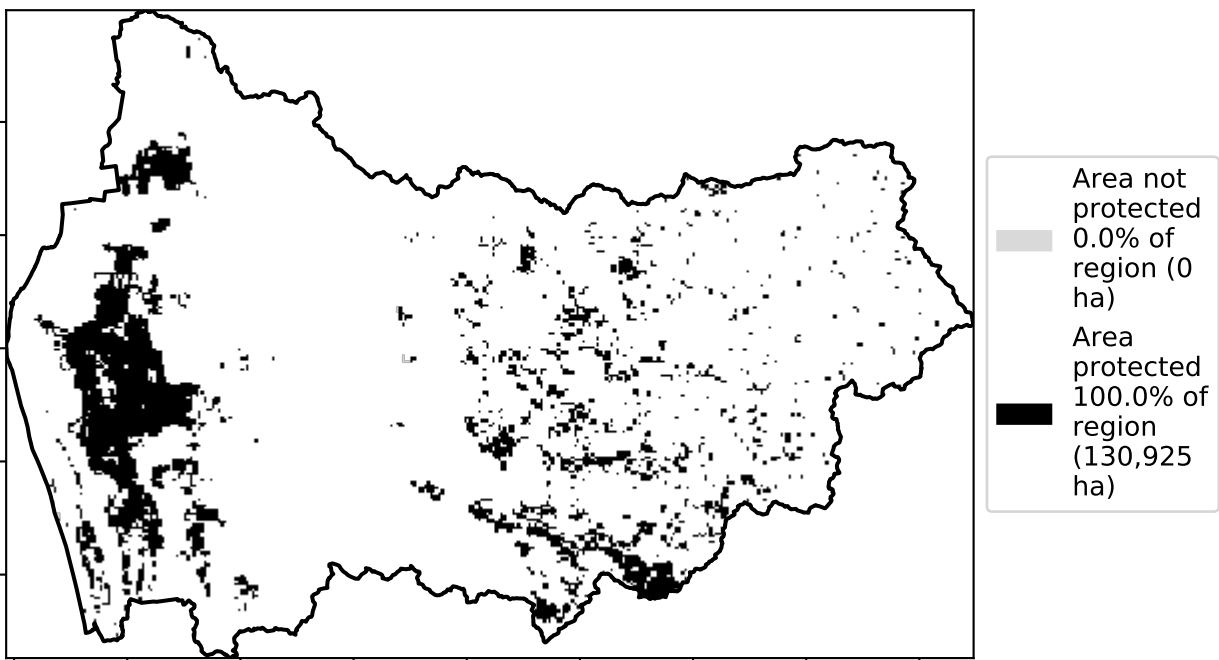 Area not
protected
0.0% of
region (0
ha)
Area
protected
100.0% of
region
(130,925
ha)